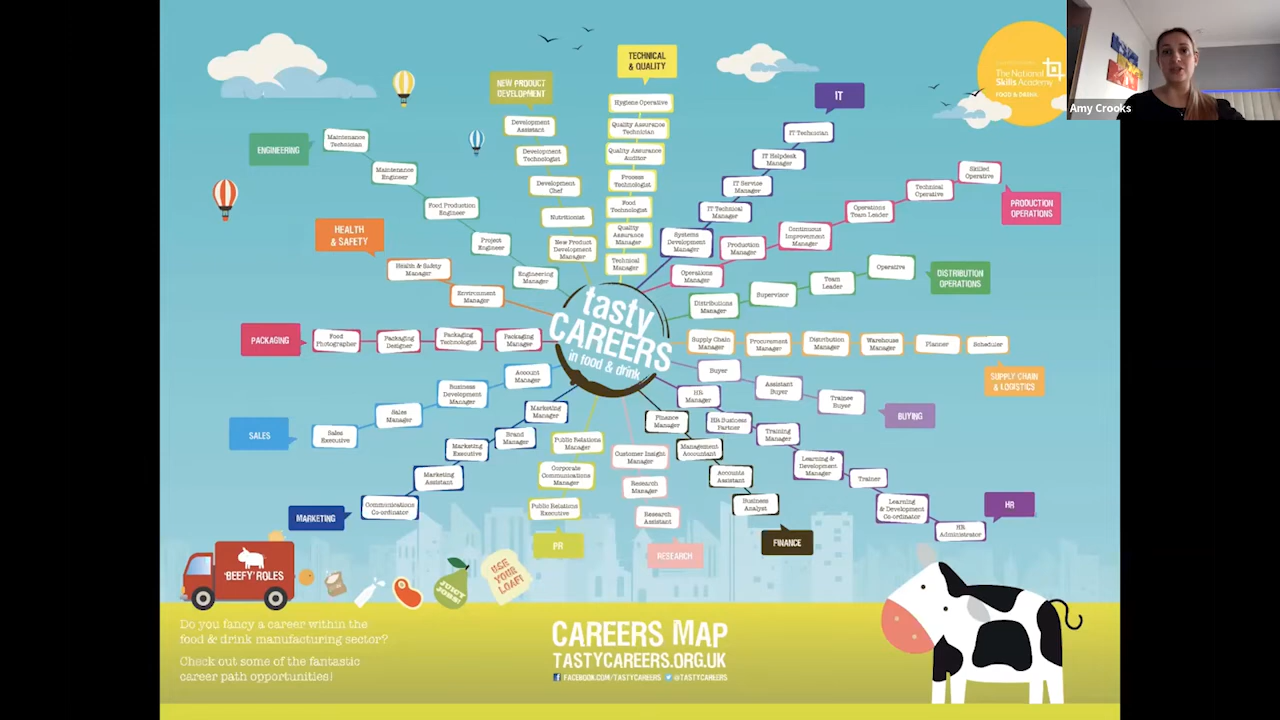 TECHNICAL
& QUALITY
Hygiene Operative
Quality Assurance
Technician
Quality Assurance
Auditor
Process
Technologist
Food
Technologist
Quality
Assurance
Manager
Technical
Manager
NEW PRODUCT
DEVELOPMENT
Development
Assistant
Development
Technologist
Development
Chef
Nutritionist
New Product
Development
Manager
ENGINEERING
Maintenance
Technician
Maintenance
Engineer
Food Production
Engineer
Project
Engineer
Engineering
Manager
HEALTH
& SAFETY
Health & Safety
Manager
Environment
Manager
PACKAGING
Food
Photographer
Packaging
Designer
Packaging
Technologist
Packaging
Manager
SALES
Sales
Executive
Sales
Manager
Business
Development
Manager
Account
Manager
MARKETING
Communications
Co-ordinator
Marketing
Assistant
Marketing
Executive
Brand
Manager
Marketing
Manager
PR
Public Relations
Executive
Corporate
Communications
Manager
Public Relations
Manager
RESEARCH
Research
Assistant
Research
Manager
Customer Insight
Manager
FINANCE
Business
Analyst
Accounts
Assistant
Management
Accountant
Finance
Manager
HR
HR
Administrator
Learning
& Development
Co-ordinator
Trainer
Learning &
Development
Manager
Training
Manager
HR Business
Partner
HR
Manager
BUYING
Trainee
Buyer
Assistant
Buyer
Buyer
SUPPLY CHAIN
& LOGISTICS
Scheduler
Planner
Warehouse
Manager
Distribution
Manager
Procurement
Manager
Supply Chain
Manager
DISTRIBUTION
OPERATIONS
Operative
Team
Leader
Supervisor
Distributions
Manager
PRODUCTION
OPERATIONS
Skilled
Operative
Technical
Operative
Operations
Team Leader
Continuous
Improvement
Manager
Production
Manager
Operations
Manager
IT
IT Technician
IT Helpdesk
Manager
IT Service
Manager
IT Technical
Manager
Systems
Development
Manager
tasty
CAREERS
in food & drink
The National
Skills Academy
FOOD & DRINK
Amy Crooks
'BEEFY' ROLES
JUICY
JOBS!
USE
YOUR
LOAF!
Do you fancy a career within the
food & drink manufacturing sector?
Check out some of the fantastic
career path opportunities!
CAREERS MAP
TASTYCAREERS.ORG.UK
FACEBOOK.COM/TASTYCAREERS @TASTYCAREERS